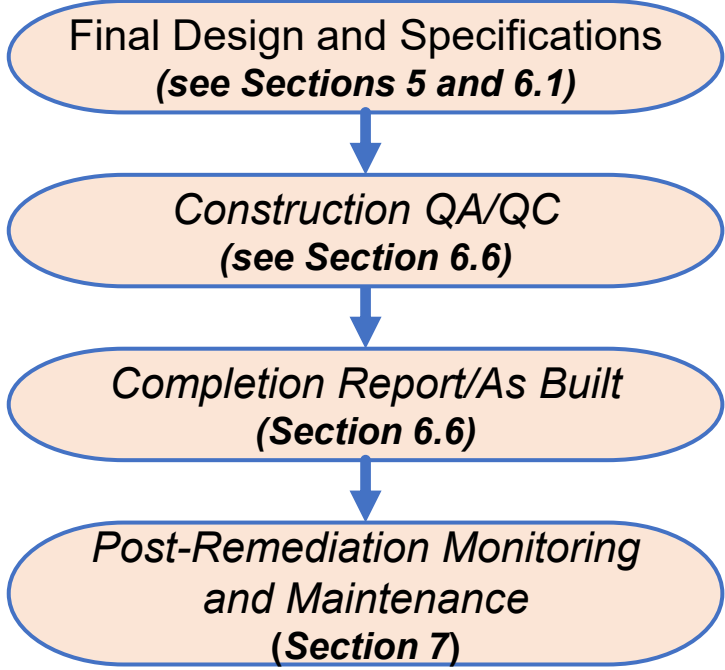 Final Design and Specifications
(see Sections 5 and 6.1)
Construction QA/QC
(see Section 6.6)
Completion Report/As Built
(Section 6.6)
Post-Remediation Monitoring
and Maintenance
(Section 7)